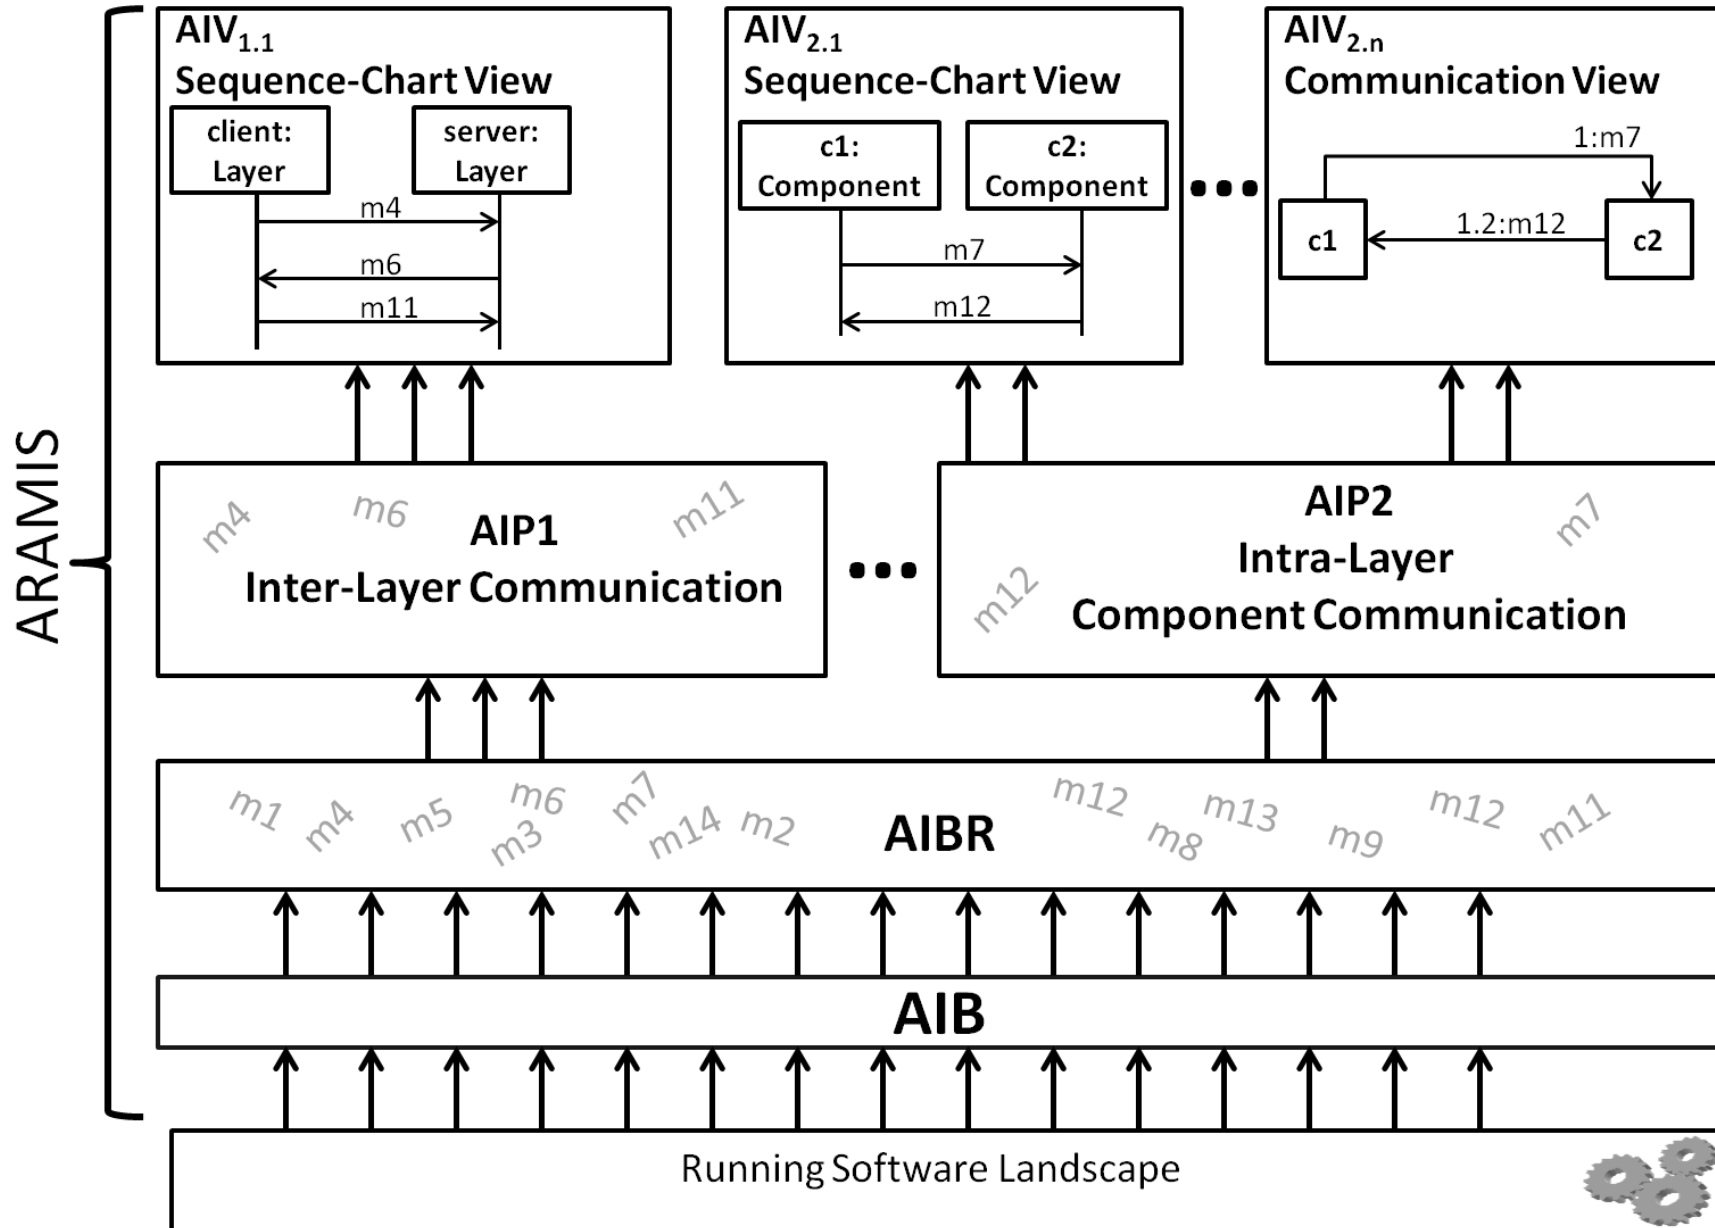 AIV1.1
Sequence-Chart View
client:
Layer
server:
Layer
m4
m6
m11
AIV2.1
Sequence-Chart View
c1:
Component
c2:
Component
m7
m12
•••
AIV2.n
Communication View
1:m7
c1
1.2:m12
c2
ARAMIS
m4
m6
m11
AIP1
Inter-Layer Communication
•••
AIP2
m7
Intra-Layer
m12
Component Communication
m1
m4
m5
m6
m3
m7
m14
m2
AIBR
m12
m8
m13
m9
m12
m11
AIB
Running Software Landscape